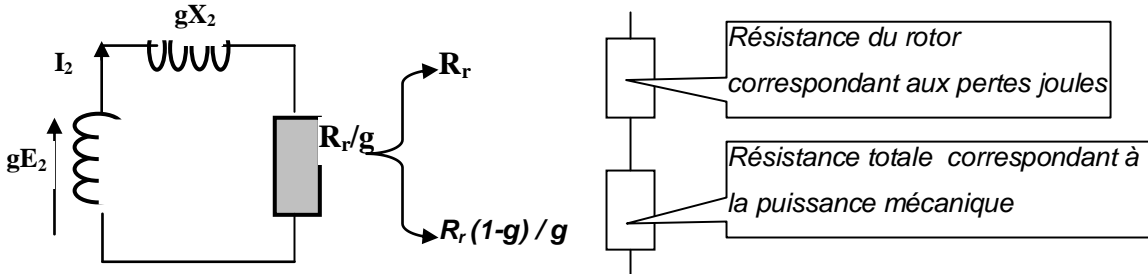 gX₂
I₂
gE₂
Rᵣ/g
Rᵣ
Rᵣ (1-g) / g
Résistance du rotor
correspondant aux pertes joules
Résistance totale correspondant à
la puissance mécanique